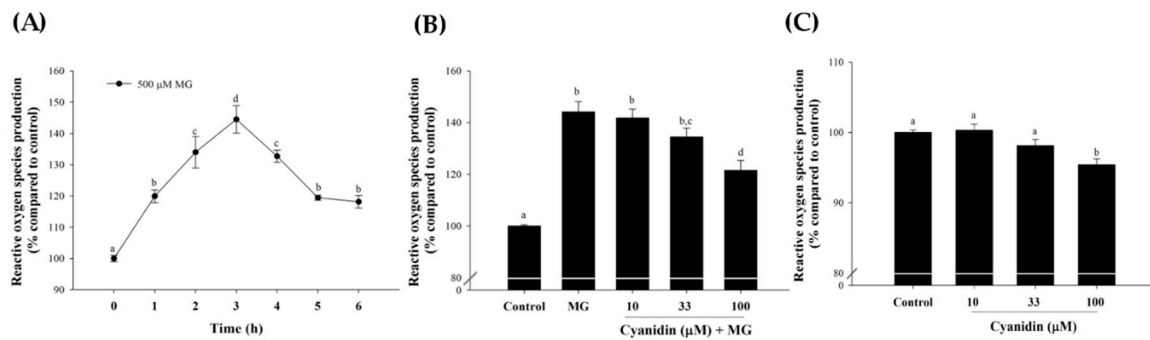 (A)
Reactive oxygen species production
(% compared to control)
160
150
140
130
120
110
100
90
500 μM MG
a
b
c
d
c
b
b
0 1 2 3 4 5 6
Time (h)
(B)
Reactive oxygen species production
(% compared to control)
160
140
120
100
80
0
a
b
b
b,c
d
Control MG 10 33 100
Cyanidin (μM) + MG
(C)
Reactive oxygen species production
(% compared to control)
110
100
90
80
0
a
a
a
b
Control 10 33 100
Cyanidin (μM)